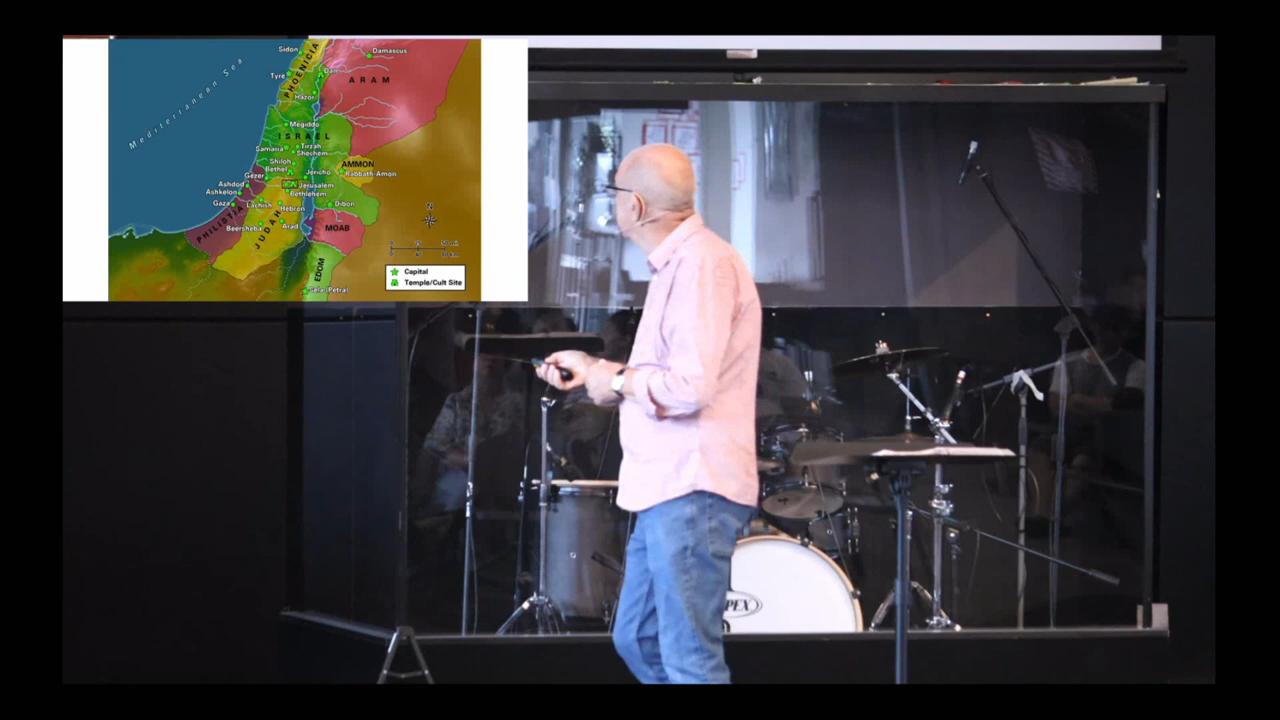 Mediterranean Sea
Sidon
PHOENICIA
Damascus
Tyre
Dan
ARAM
Hazor
Megiddo
ISRAEL
Samaria
Tirzah
Shechem
Shiloh
AMMON
Bethel
Jericho
Rabbath-Amon
Gezer
Ashdod
Jerusalem
Ashkelon
Bethlehem
Gaza
Lachish
Hebron
Dibon
PHILISTIA
JUDAH
Beersheba
Arad
MOAB
N
EDOM
Capital
Temple/Cult Site
PEX